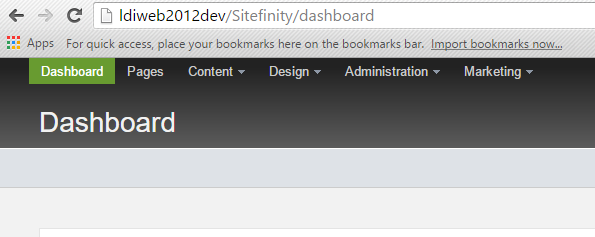 ldiweb2012dev/Sitefinity/dashboard
Apps For quick access, place your bookmarks here on the bookmarks bar. Import bookmarks now...
Dashboard Pages Content Design Administration Marketing
Dashboard